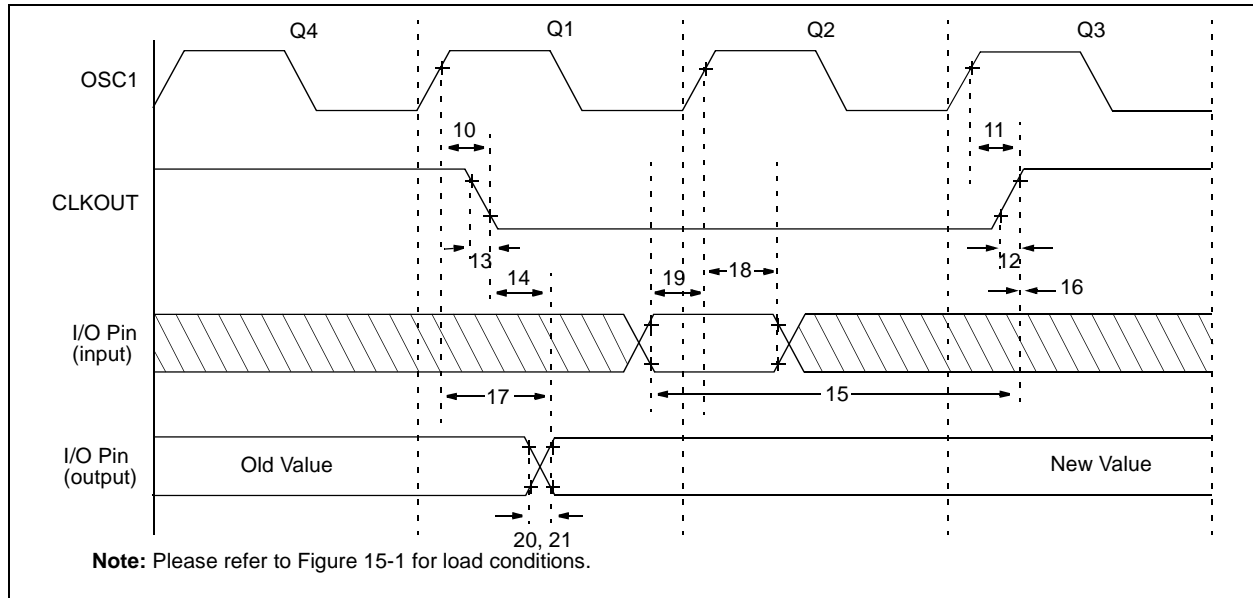 Q4 Q1 Q2 Q3
OSC1
10 11
CLKOUT
13 12
14 19 18 16
I/O Pin
(input)
17 15
I/O Pin
(output)
Old Value New Value
20, 21
Note: Please refer to Figure 15-1 for load conditions.